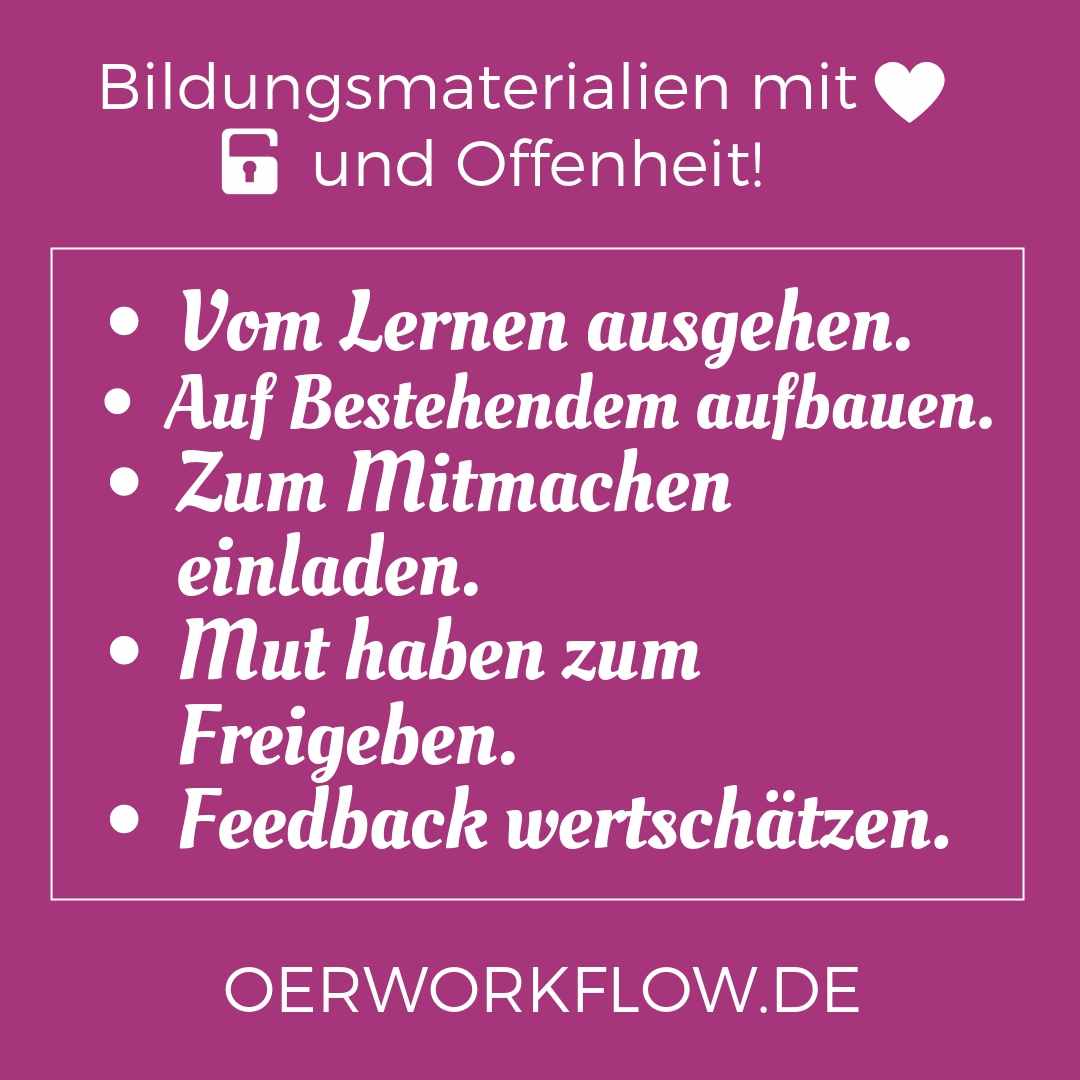 Bildungsmaterialien mit
und Offenheit!
• Vom Lernen ausgehen.
• Auf Bestehendem aufbauen.
• Zum Mitmachen
einladen.
• Mut haben zum
Freigeben.
• Feedback wertschätzen.
OERWORKFLOW.DE